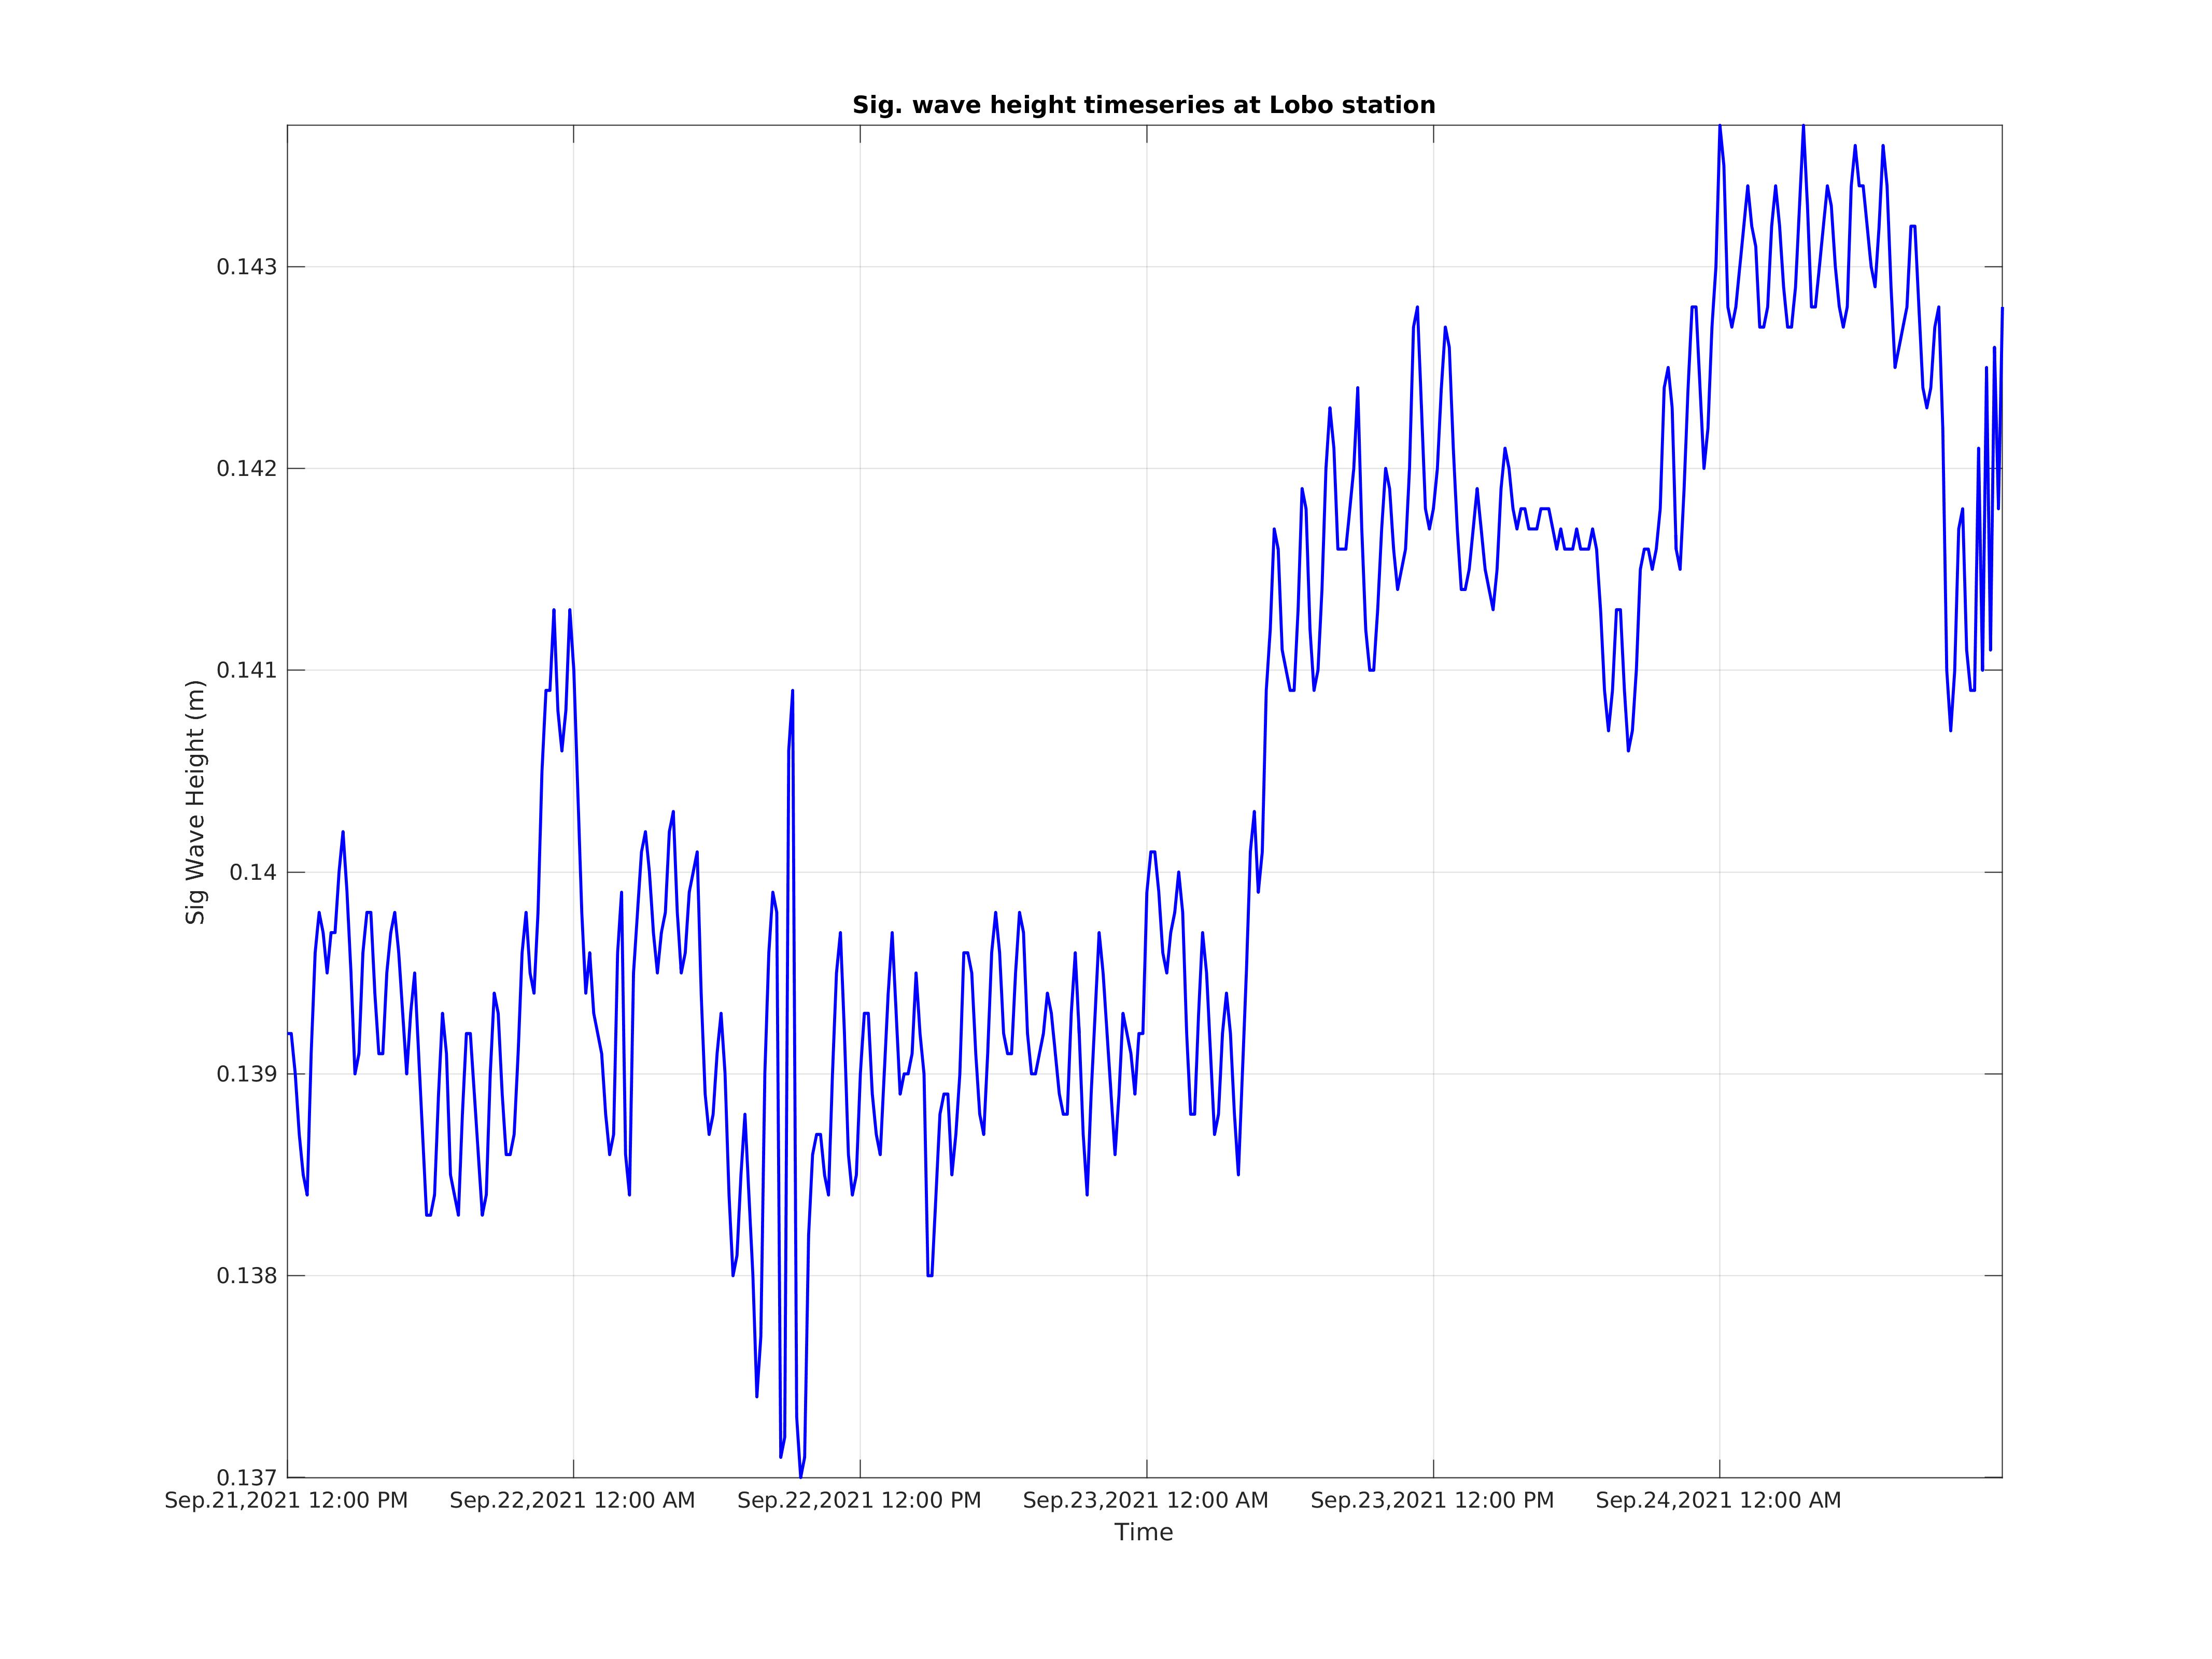 Sig. wave height timeseries at Lobo station
0.143
0.142
0.141
0.14
0.139
0.138
0.137
Sig Wave Height (m)
Sep.21,2021 12:00 PM Sep.22,2021 12:00 AM Sep.22,2021 12:00 PM Sep.23,2021 12:00 AM Sep.23,2021 12:00 PM Sep.24,2021 12:00 AM
Time